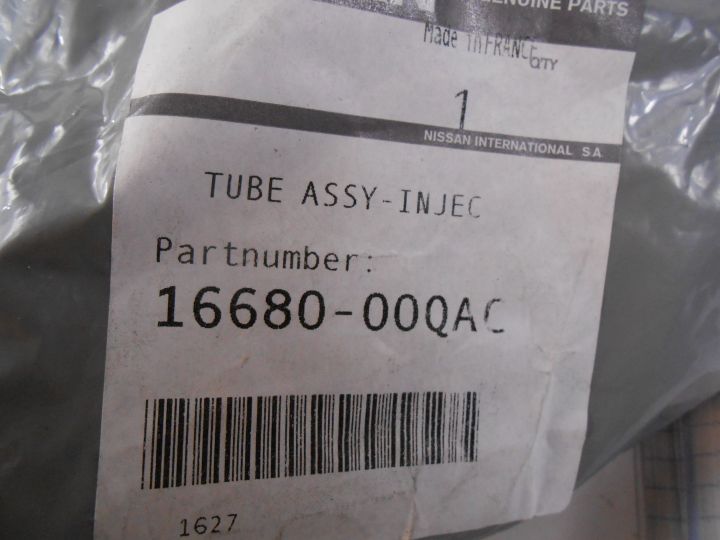 GENUINE PARTS
Made in FRANCE
QTY
1
NISSAN INTERNATIONAL SA
TUBE ASSY-INJEC
Partnumber:
16680-00QAC
1627